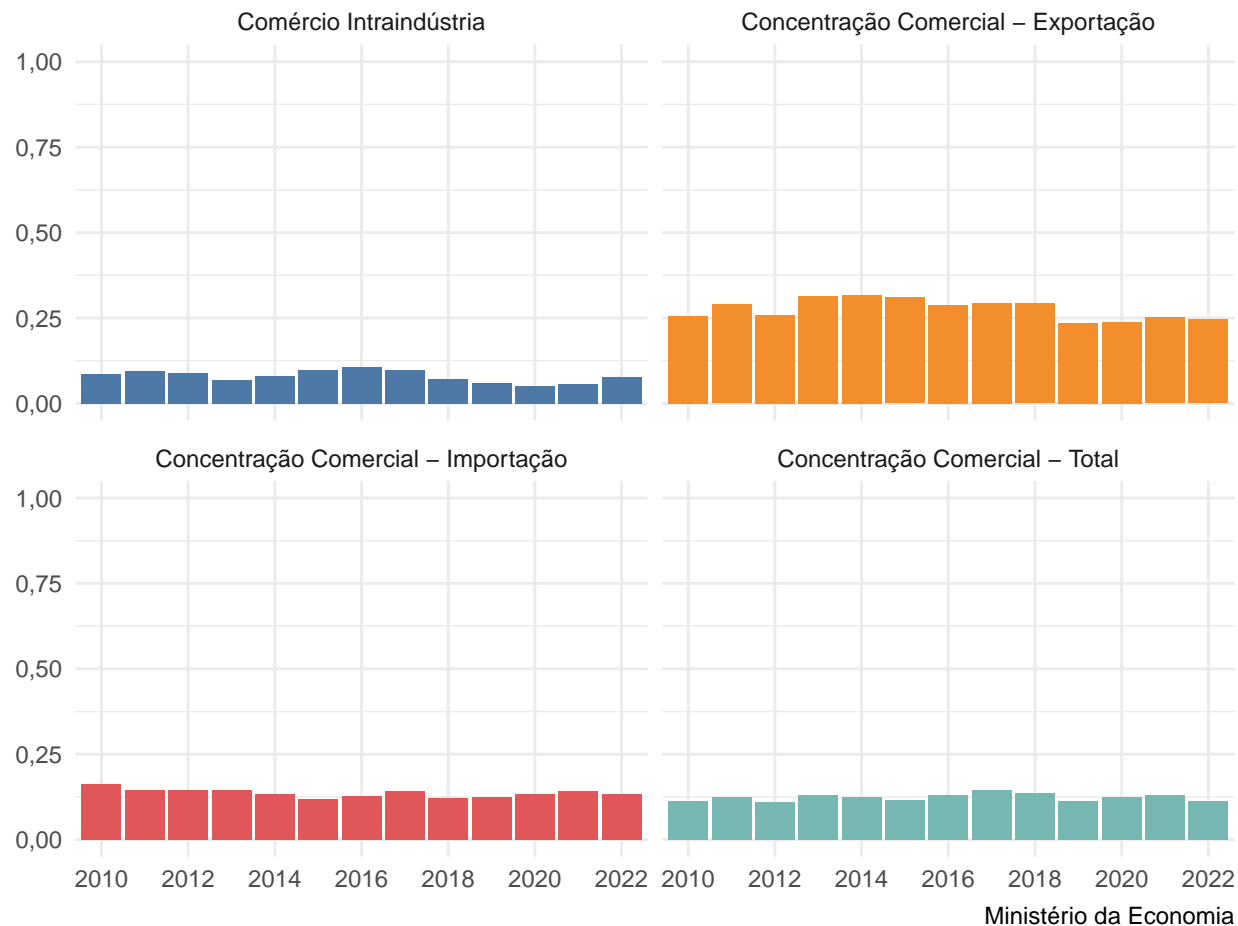 Comércio Intraindústria
Concentração Comercial – Exportação
1,00
0,75
0,50
0,25
0,00
Concentração Comercial – Importação
Concentração Comercial – Total
1,00
0,75
0,50
0,25
0,00
2010 2012 2014 2016 2018 2020 2022 2010 2012 2014 2016 2018 2020 2022
Ministério da Economia